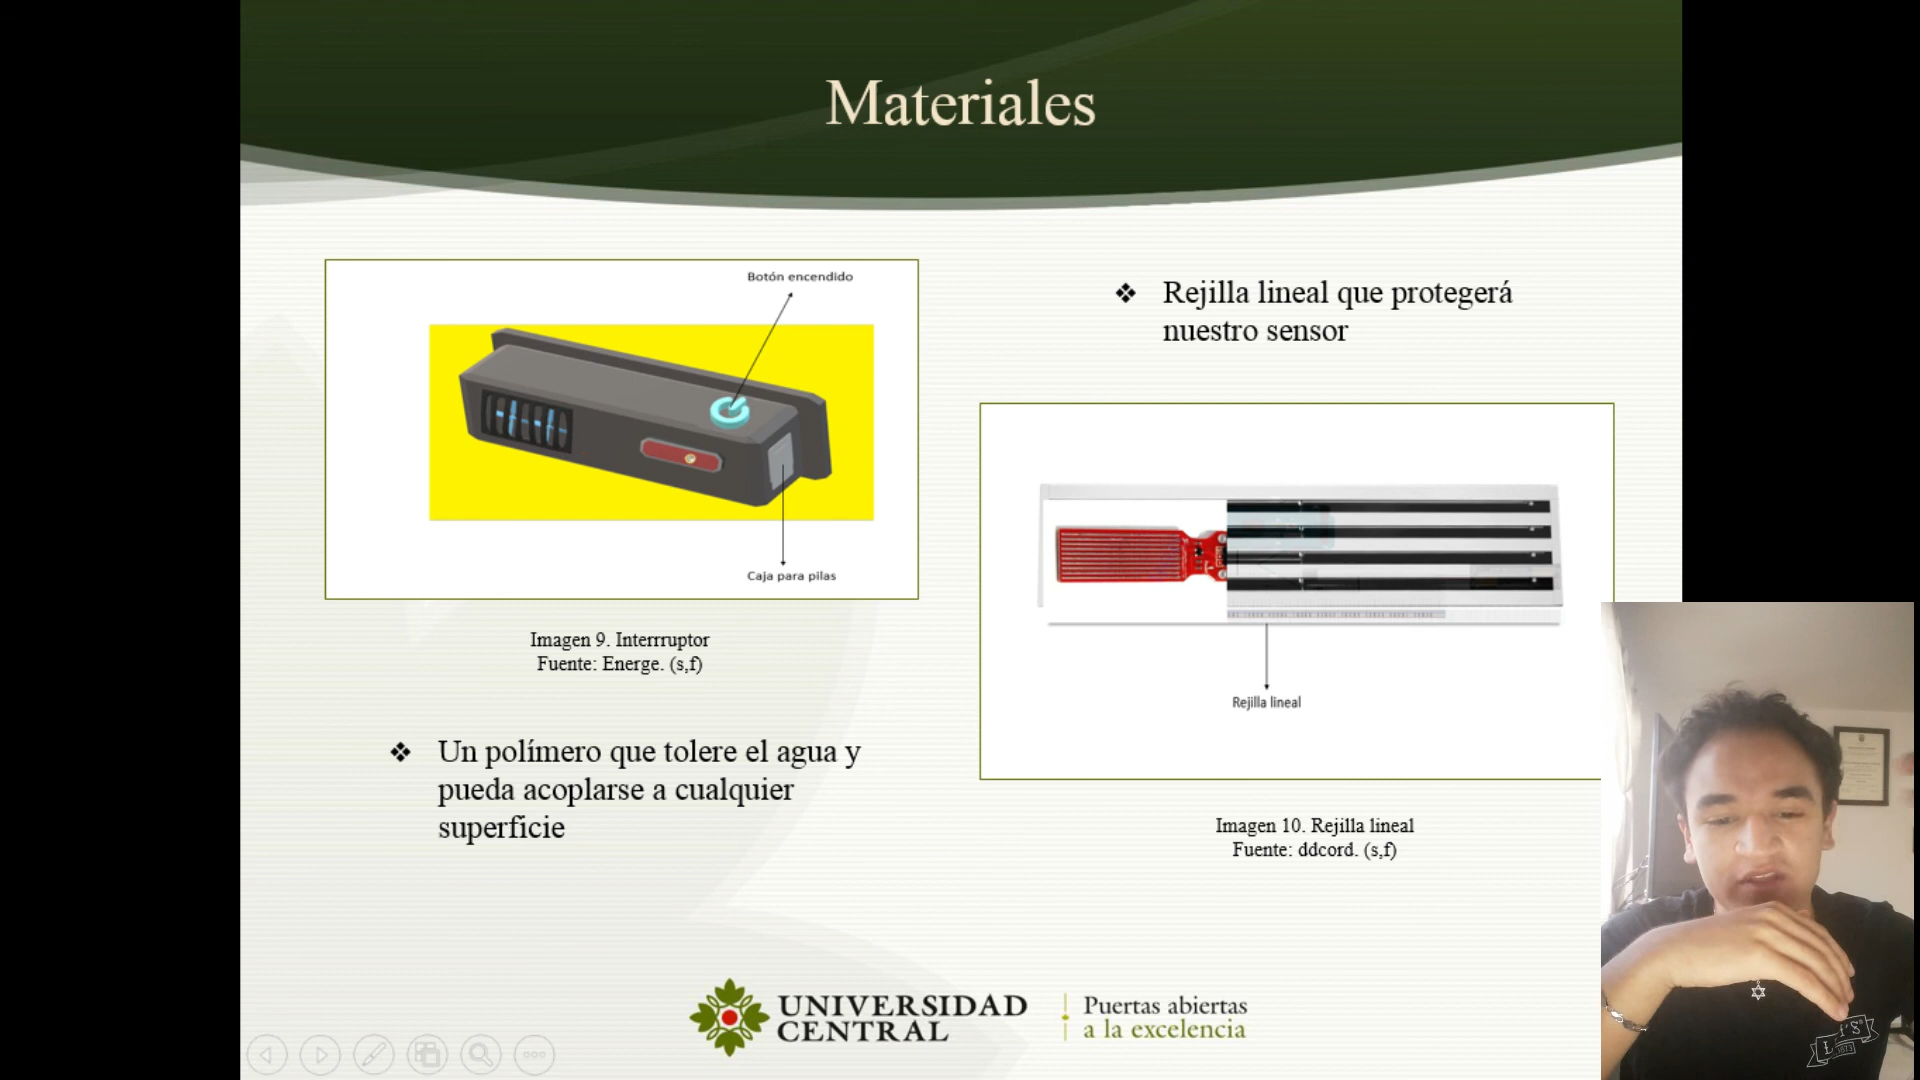 Materiales
Botón encendido
Caja para pilas
Imagen 9. Interrruptor
Fuente: Energe. (s,f)
❖ Un polímero que tolere el agua y
pueda acoplarse a cualquier
superficie
❖ Rejilla lineal que protegerá
nuestro sensor
Rejilla lineal
Imagen 10. Rejilla lineal
Fuente: ddcord. (s,f)
UNIVERSIDAD
CENTRAL
Puertas abiertas
a la excelencia